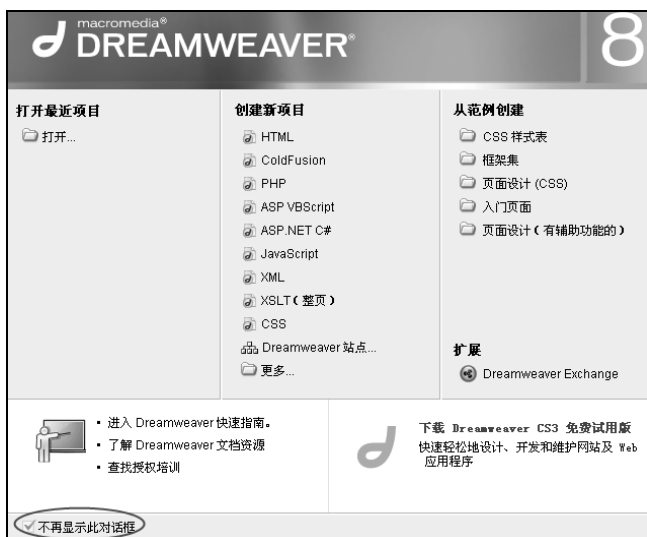 macromedia®
DREAMWEAVER®
8
打开最近项目
打开...
创建新项目
HTML
ColdFusion
PHP
ASP VBScript
ASP.NET C#
JavaScript
XML
XSLT(整页)
CSS
Dreamweaver 站点...
更多...
从范例创建
CSS 样式表
框架集
页面设计 (CSS)
入门页面
页面设计(有辅助功能的)
扩展
Dreamweaver Exchange
• 进入 Dreamweaver 快速指南。
• 了解 Dreamweaver 文档资源
• 查找授权培训
下载 Dreamweaver CS3 免费试用版
快速轻松地设计、开发和维护网站及 Web
应用程序
不再显示此对话框